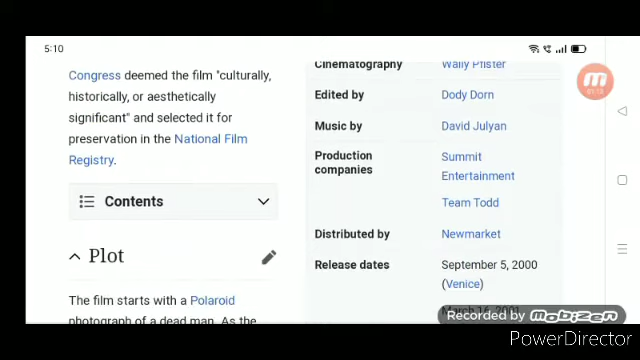 5:10
Congress deemed the film "culturally,
historically, or aesthetically
significant" and selected it for
preservation in the National Film
Registry.
Contents
Plot
The film starts with a Polaroid
photograph of a dead man. As the
Cinematography Wally Pfister
Edited by Dody Dorn
Music by David Julyan
Production
companies
Summit
Entertainment
Team Todd
Distributed by Newmarket
Release dates September 5, 2000
(Venice)
March 16, 2001
Recorded by Mobizen
PowerDirector